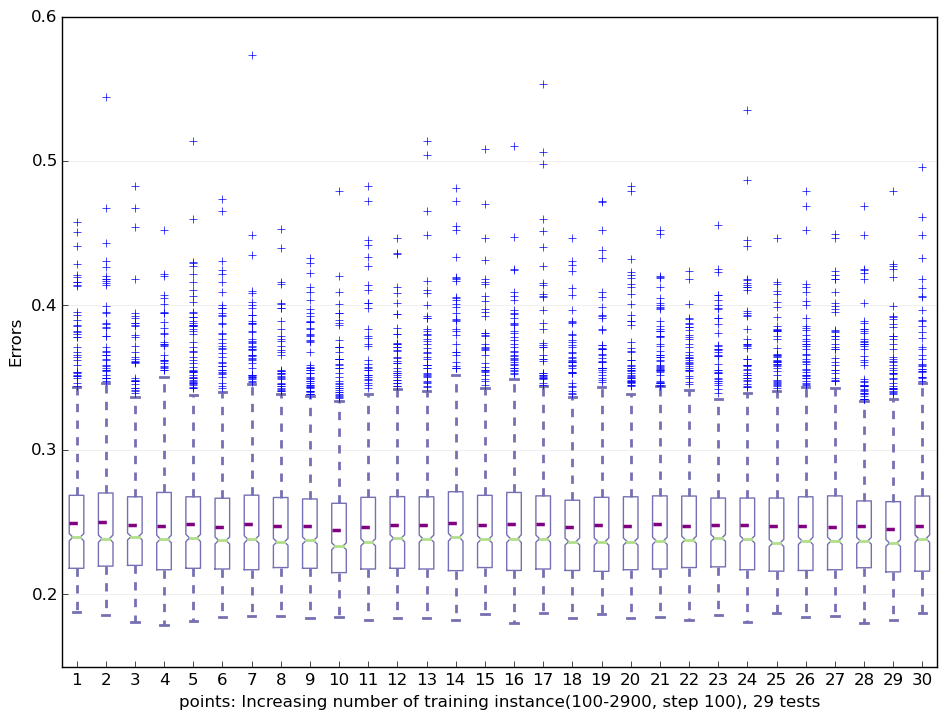 0.6
0.5
0.4
0.3
0.2
Errors
1 2 3 4 5 6 7 8 9 10 11 12 13 14 15 16 17 18 19 20 21 22 23 24 25 26 27 28 29 30
points: Increasing number of training instance(100-2900, step 100), 29 tests